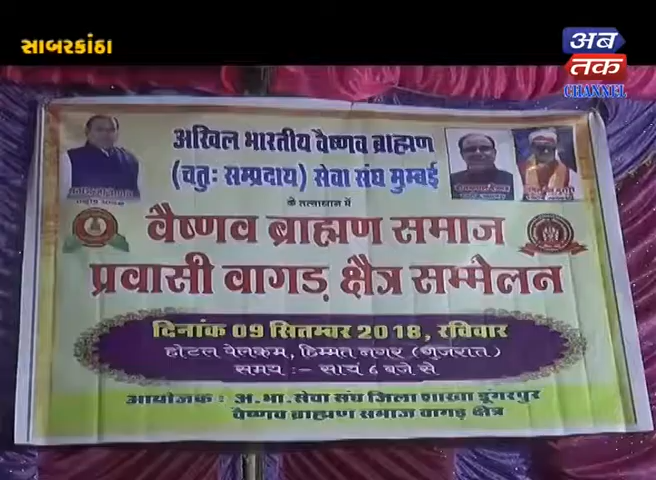 સાબરકાંઠા
अब
तक
CHANNEL
अखिल भारतीय वैष्णव ब्राह्मण
(चतुः सम्प्रदाय) सेवा संघ मुम्बई
के तत्वाधान में
वैष्णव ब्राह्मण समाज
प्रवासी वागड़ क्षैत्र सम्मेलन
दिनांक 09 सितम्बर 2018, रविवार
होटल वेलकम, हिम्मत नगर (गुजरात)
समय :- सायं 6 बजे से
आयोजक : अ.भा. सेवा संघ जिला शाखा डूंगरपुर
वैष्णव ब्राह्मण समाज वागड़ क्षैत्र